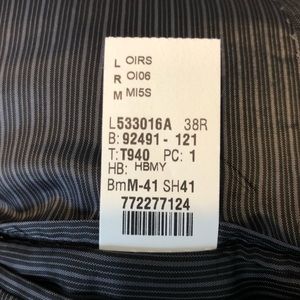 L OIRS
R OI06
M MI5S
L533016A 38R
B: 92491 - 121
T: T940 PC: 1
HB: HBMY
BmM-41 SH41
772277124